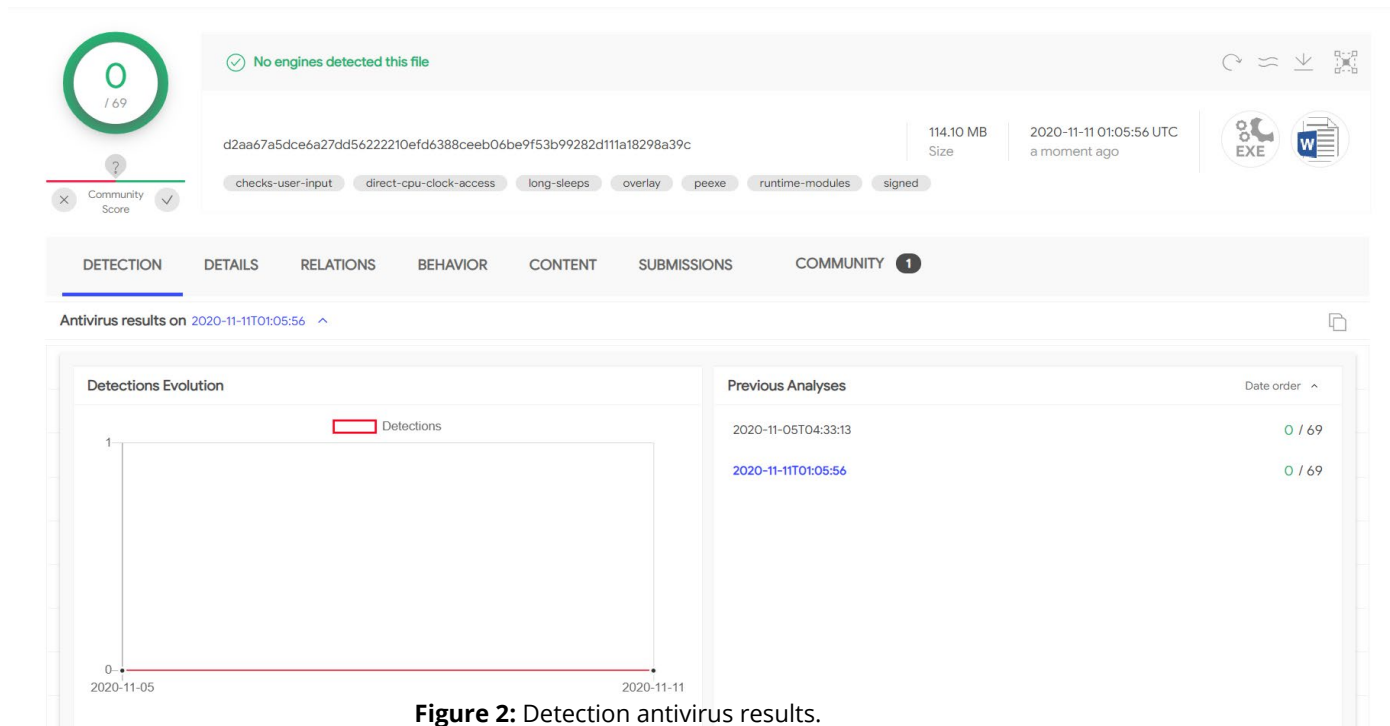 0
/ 69
?
Community
Score
No engines detected this file
d2aa67a5dce6a27dd56222210efd6388ceeb06be9f53b99282d111a18298a39c
114.10 MB
Size
2020-11-11 01:05:56 UTC
a moment ago
EXE
W
checks-user-input direct-cpu-clock-access long-sleeps overlay peexe runtime-modules signed
DETECTION DETAILS RELATIONS BEHAVIOR CONTENT SUBMISSIONS COMMUNITY 1
Antivirus results on 2020-11-11T01:05:56
Detections Evolution
Detections
1
0
2020-11-05 2020-11-11
Previous Analyses Date order
2020-11-05T04:33:13 0 / 69
2020-11-11T01:05:56 0 / 69
Figure 2: Detection antivirus results.